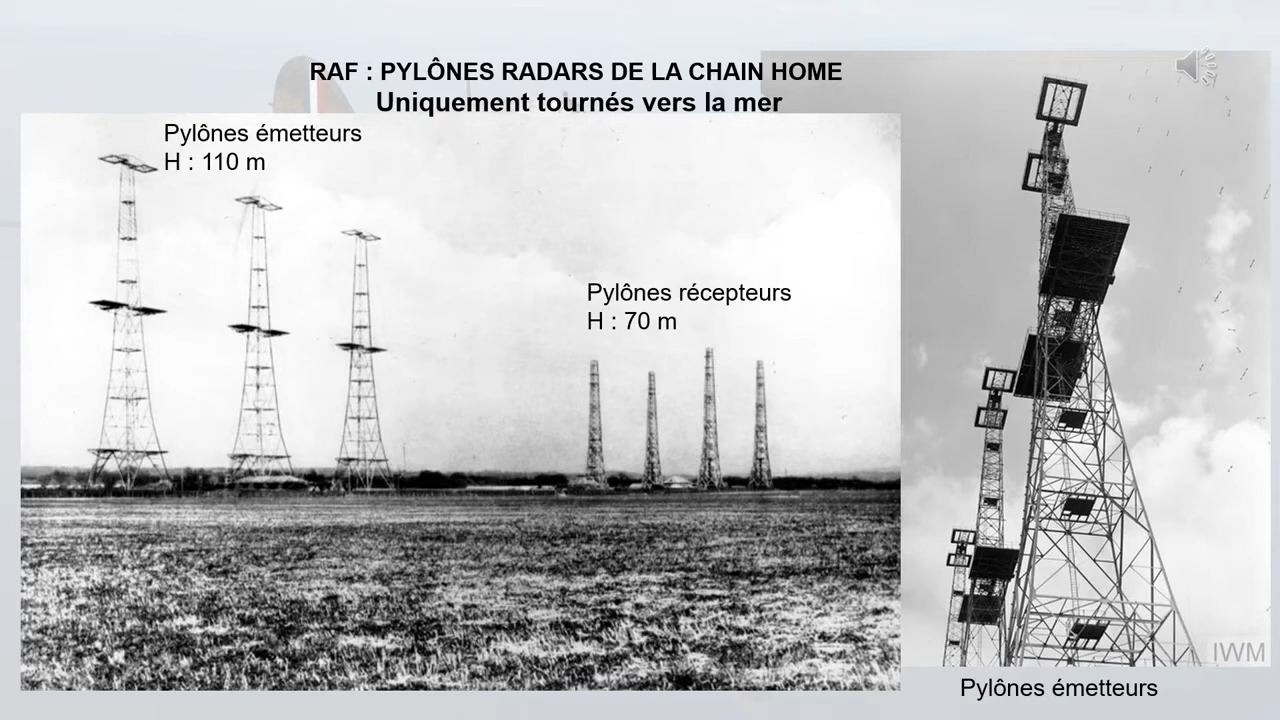 RAF : PYLÔNES RADARS DE LA CHAIN HOME
Uniquement tournés vers la mer
Pylônes émetteurs
H : 110 m
Pylônes récepteurs
H : 70 m
IWM
Pylônes émetteurs